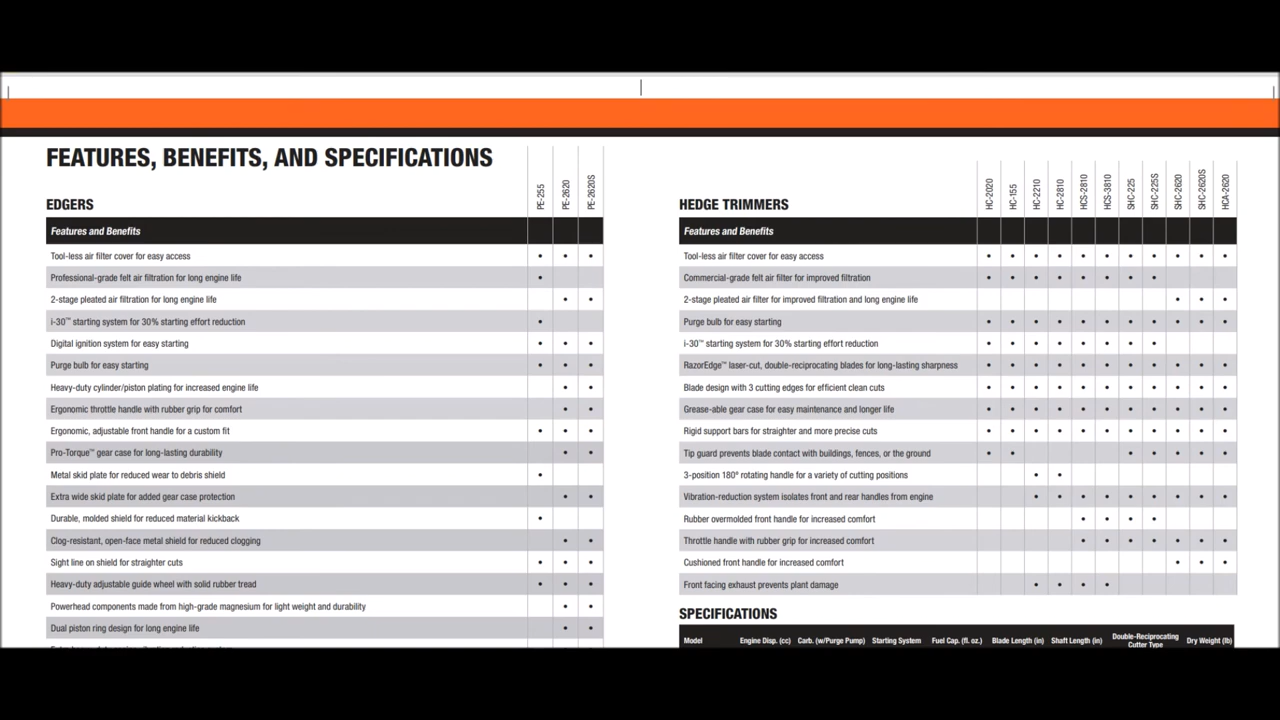 FEATURES, BENEFITS, AND SPECIFICATIONS
EDGERS
PE-255
PE-2620
PE-2620S
Features and Benefits
Tool-less air filter cover for easy access • • •
Professional-grade felt air filtration for long engine life •
2-stage pleated air filtration for long engine life • •
i-30™ starting system for 30% starting effort reduction •
Digital ignition system for easy starting • • •
Purge bulb for easy starting • • •
Heavy-duty cylinder/piston plating for increased engine life • •
Ergonomic throttle handle with rubber grip for comfort • •
Ergonomic, adjustable front handle for a custom fit • • •
Pro-Torque™ gear case for long-lasting durability • •
Metal skid plate for reduced wear to debris shield •
Extra wide skid plate for added gear case protection • •
Durable, molded shield for reduced material kickback •
Clog-resistant, open-face metal shield for reduced clogging • •
Sight line on shield for straighter cuts • • •
Heavy-duty adjustable guide wheel with solid rubber tread • • •
Powerhead components made from high-grade magnesium for light weight and durability • •
Dual piston ring design for long engine life • •
HEDGE TRIMMERS
HC-2020
HC-155
HC-2210
HC-2810
HCS-2810
HCS-3810
SHC-225
SHC-225S
SHC-2620
SHC-2620S
HCA-2620
Features and Benefits
Tool-less air filter cover for easy access • • • • • • • • • • •
Commercial-grade felt air filter for improved filtration • • • • • • • •
2-stage pleated air filter for improved filtration and long engine life • • •
Purge bulb for easy starting • • • • • • • • • • •
i-30™ starting system for 30% starting effort reduction • • • • • • • •
RazorEdge™ laser-cut, double-reciprocating blades for long-lasting sharpness • • • • • • • • • • •
Blade design with 3 cutting edges for efficient clean cuts • • • • • • • • • • •
Grease-able gear case for easy maintenance and longer life • • • • • • • • • • •
Rigid support bars for straighter and more precise cuts • • • • • • • • • • •
Tip guard prevents blade contact with buildings, fences, or the ground • • • • • • •
3-position 180º rotating handle for a variety of cutting positions • •
Vibration-reduction system isolates front and rear handles from engine • • • • • • • • •
Rubber overmolded front handle for increased comfort • • • •
Throttle handle with rubber grip for increased comfort • • • • • • •
Cushioned front handle for increased comfort • • •
Front facing exhaust prevents plant damage • • • •
SPECIFICATIONS
Model Engine Disp. (cc) Carb. (w/Purge Pump) Starting System Fuel Cap. (fl. oz.) Blade Length (in) Shaft Length (in) Double-Reciprocating Cutter Type Dry Weight (lb)